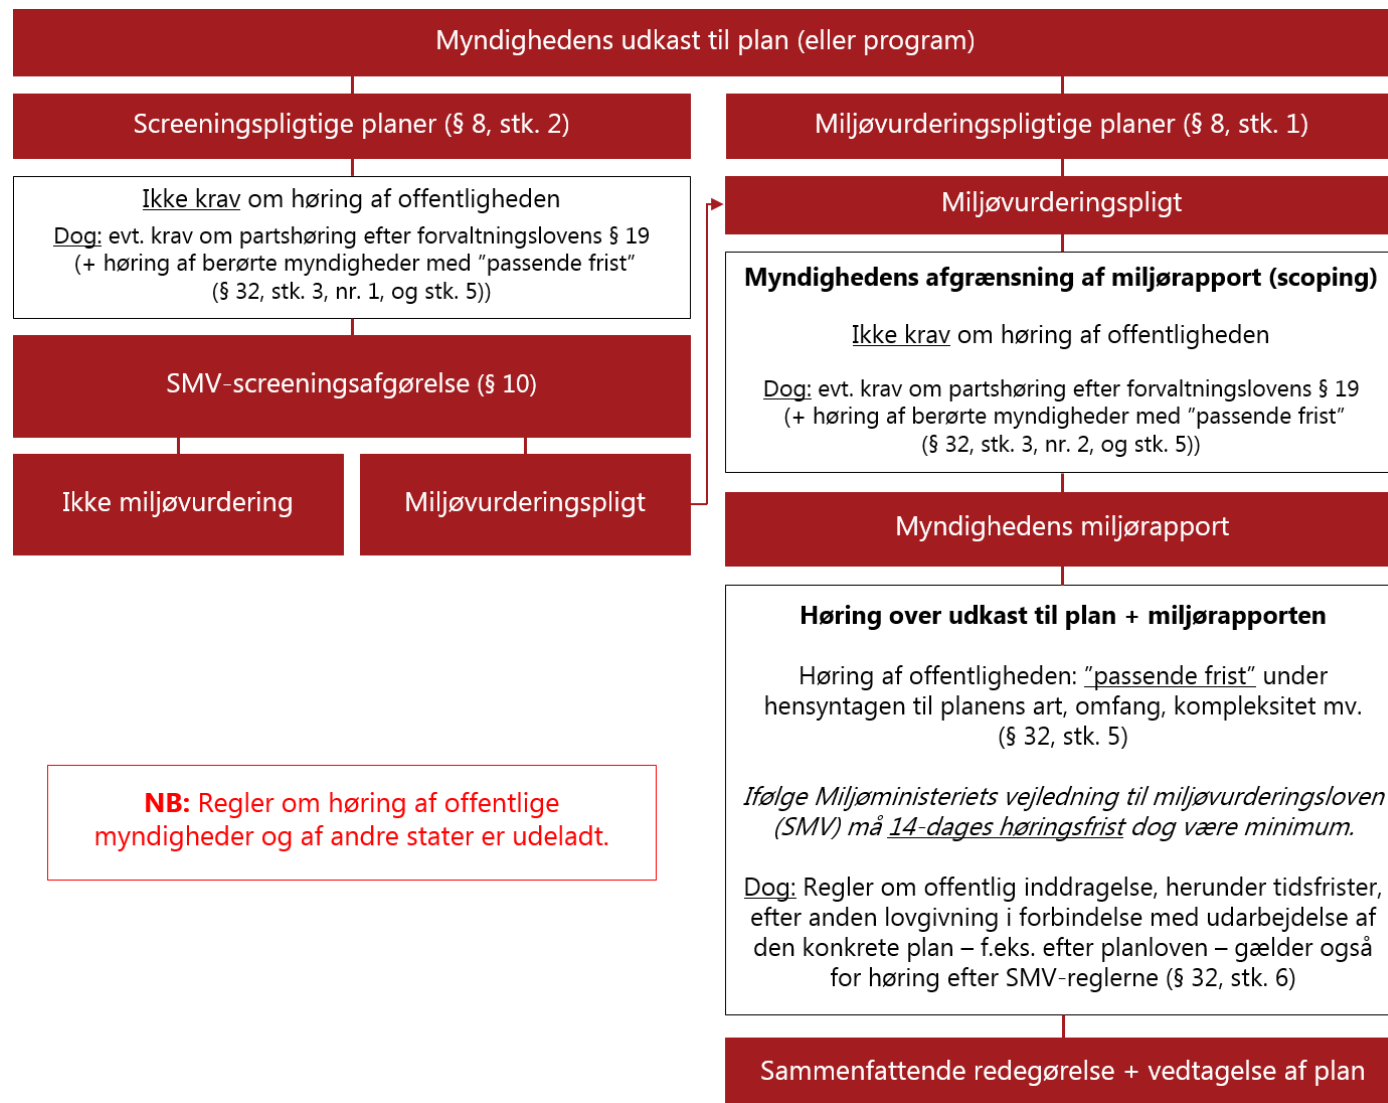 Myndighedens udkast til plan (eller program)
Screeningspligtige planer (§ 8, stk. 2)
Ikke krav om høring af offentligheden
Dog: evt. krav om partshøring efter forvaltningslovens § 19
(+ høring af berørte myndigheder med ”passende frist”
(§ 32, stk. 3, nr. 1, og stk. 5))
SMV-screeningsafgørelse (§ 10)
Ikke miljøvurdering
Miljøvurderingspligt
Miljøvurderingspligtige planer (§ 8, stk. 1)
Miljøvurderingspligt
Myndighedens afgrænsning af miljørapport (scoping)
Ikke krav om høring af offentligheden
Dog: evt. krav om partshøring efter forvaltningslovens § 19
(+ høring af berørte myndigheder med ”passende frist”
(§ 32, stk. 3, nr. 2, og stk. 5))
Myndighedens miljørapport
Høring over udkast til plan + miljørapporten
Høring af offentligheden: ”passende frist” under
hensyntagen til planens art, omfang, kompleksitet mv.
(§ 32, stk. 5)
Ifølge Miljøministeriets vejledning til miljøvurderingsloven
(SMV) må 14-dages høringsfrist dog være minimum.
Dog: Regler om offentlig inddragelse, herunder tidsfrister,
efter anden lovgivning i forbindelse med udarbejdelse af
den konkrete plan – f.eks. efter planloven – gælder også
for høring efter SMV-reglerne (§ 32, stk. 6)
Sammenfattende redegørelse + vedtagelse af plan
NB: Regler om høring af offentlige
myndigheder og af andre stater er udeladt.